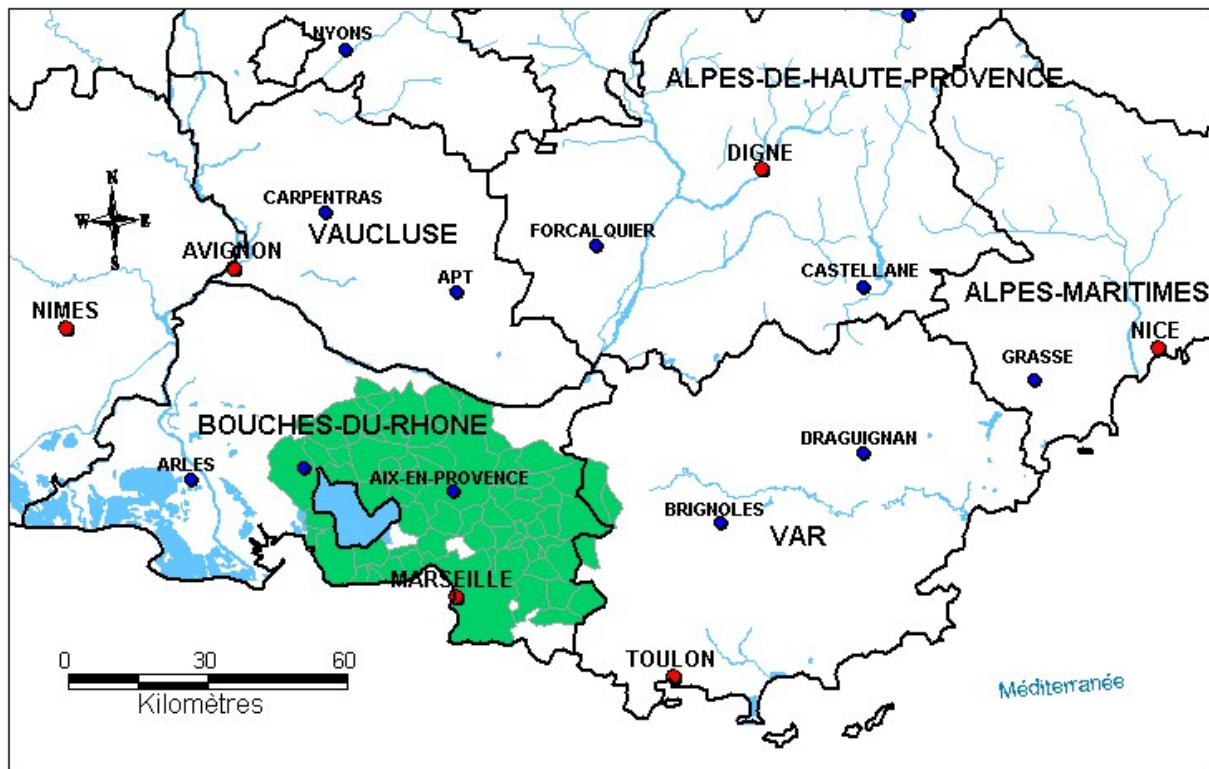 NYONS
ALPES-DE-HAUTE-PROVENCE
DIGNE
N
W E
S
CARPENTRAS
VAUCLUSE
FORCALQUIER
AVIGNON
APT
CASTELLANE
ALPES-MARITIMES
NIMES
NICE
GRASSE
BOUCHES-DU-RHONE
DRAGUIGNAN
ARLES
AIX-EN-PROVENCE
BRIGNOLES
VAR
MARSEILLE
0 30 60
Kilomètres
TOULON
Méditerranée